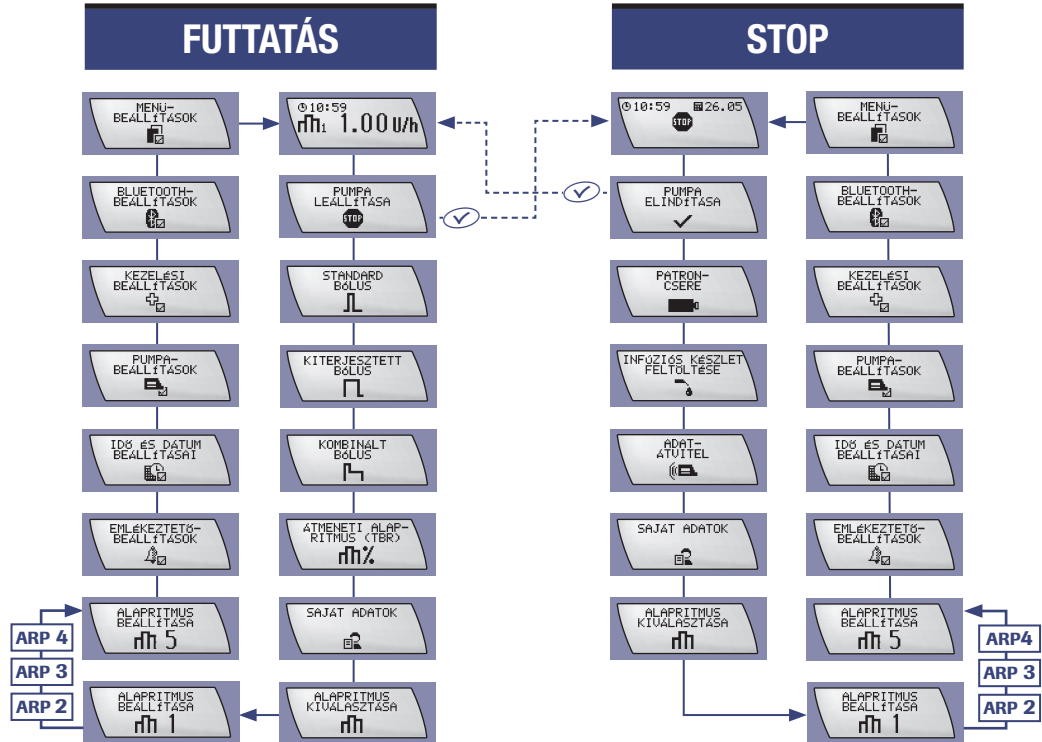 FUTTATÁS
MENÜ-
BEÁLLÍTÁSOK
10:59
1 1.00 U/h
BLUETOOTH-
BEÁLLÍTÁSOK
PUMPA
LEÁLLÍTÁSA
STOP
KEZELÉSI
BEÁLLÍTÁSOK
STANDARD
BÓLUS
PUMPA-
BEÁLLÍTÁSOK
KITERJESZTETT
BÓLUS
IDŐ ÉS DÁTUM
BEÁLLÍTÁSAI
KOMBINÁLT
BÓLUS
EMLÉKEZTETŐ-
BEÁLLÍTÁSOK
ÁTMENETI ALAP-
RITMUS (TBR)
%
ALAPRITMUS
BEÁLLÍTÁSA
5
SAJÁT ADATOK
ARP 4
ARP 3
ARP 2
ALAPRITMUS
BEÁLLÍTÁSA
1
ALAPRITMUS
KIVÁLASZTÁSA
STOP
10:59 26.05
STOP
MENÜ-
BEÁLLÍTÁSOK
PUMPA
ELINDÍTÁSA
BLUETOOTH-
BEÁLLÍTÁSOK
PATRON-
CSERE
KEZELÉSI
BEÁLLÍTÁSOK
INFÚZIÓS KÉSZLET
FELTÖLTÉSE
PUMPA-
BEÁLLÍTÁSOK
ADAT-
ÁTVITEL
IDŐ ÉS DÁTUM
BEÁLLÍTÁSAI
SAJÁT ADATOK
EMLÉKEZTETŐ-
BEÁLLÍTÁSOK
ALAPRITMUS
KIVÁLASZTÁSA
ALAPRITMUS
BEÁLLÍTÁSA
5
ARP4
ARP 3
ARP 2
ALAPRITMUS
BEÁLLÍTÁSA
1